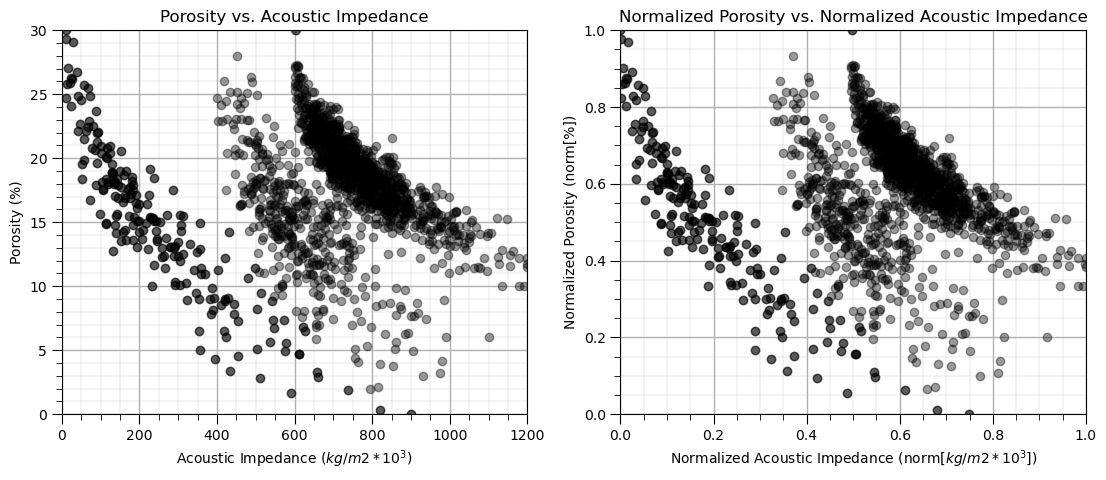 Porosity vs. Acoustic Impedance
Porosity (%)
30
25
20
15
10
5
0
0 200 400 600 800 1000 1200
Acoustic Impedance (kg/m2 * 10³)
Normalized Porosity vs. Normalized Acoustic Impedance
Normalized Porosity (norm[%])
1.0
0.8
0.6
0.4
0.2
0.0
0.0 0.2 0.4 0.6 0.8 1.0
Normalized Acoustic Impedance (norm[kg/m2 * 10³])